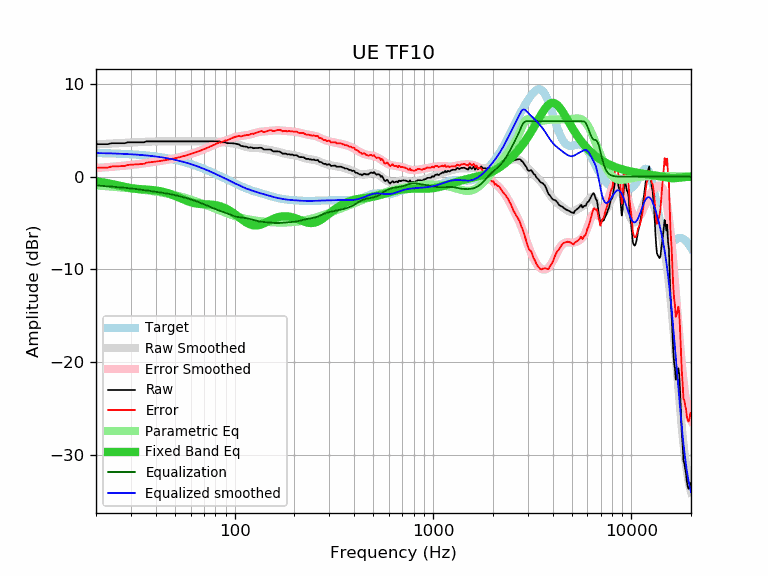 UE TF10
10
0
−10
−20
−30
Amplitude (dBr)
Target
Raw Smoothed
Error Smoothed
Raw
Error
Parametric Eq
Fixed Band Eq
Equalization
Equalized smoothed
100
1000
10000
Frequency (Hz)